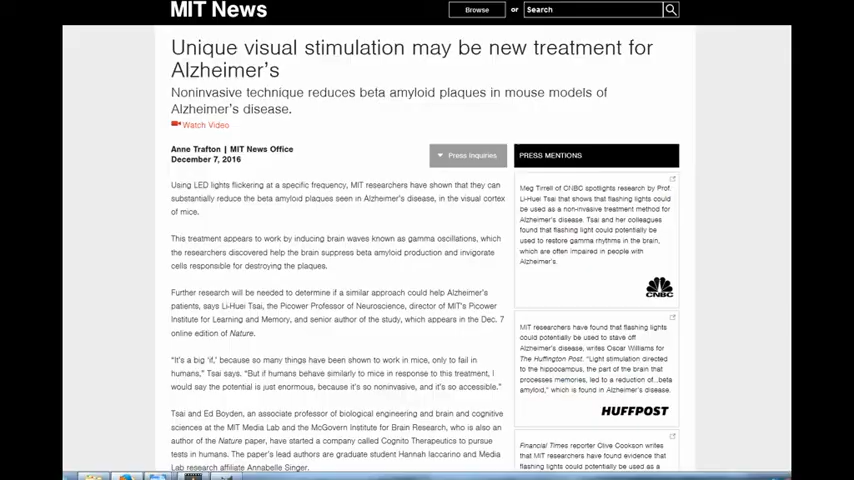 MIT News
Browse
or
Search
Unique visual stimulation may be new treatment for
Alzheimer's
Noninvasive technique reduces beta amyloid plaques in mouse models of
Alzheimer's disease.
Watch Video
Anne Trafton | MIT News Office
December 7, 2016
Press Inquiries
Using LED lights flickering at a specific frequency, MIT researchers have shown that they can
substantially reduce the beta amyloid plaques seen in Alzheimer's disease, in the visual cortex
of mice.
This treatment appears to work by inducing brain waves known as gamma oscillations, which
the researchers discovered help the brain suppress beta amyloid production and invigorate
cells responsible for destroying the plaques.
Further research will be needed to determine if a similar approach could help Alzheimer's
patients, says Li-Huei Tsai, the Picower Professor of Neuroscience, director of MIT's Picower
Institute for Learning and Memory, and senior author of the study, which appears in the Dec. 7
online edition of Nature.
"It's a big 'if,' because so many things have been shown to work in mice, only to fail in
humans," Tsai says. "But if humans behave similarly to mice in response to this treatment, I
would say the potential is just enormous, because it's so noninvasive, and it's so accessible."
Tsai and Ed Boyden, an associate professor of biological engineering and brain and cognitive
sciences at the MIT Media Lab and the McGovern Institute for Brain Research, who is also an
author of the Nature paper, have started a company called Cognito Therapeutics to pursue
tests in humans. The paper's lead authors are graduate student Hannah Iaccarino and Media
Lab research affiliate Annabelle Singer.
PRESS MENTIONS
Meg Tirrell of CNBC spotlights research by Prof.
Li-Huei Tsai that shows that flashing lights could
be used as a non-invasive treatment method for
Alzheimer's disease. Tsai and her colleagues
found that flashing light could potentially be
used to restore gamma rhythms in the brain,
which are often impaired in people with
Alzheimer's.
CNBC
MIT researchers have found that flashing lights
could potentially be used to stave off
Alzheimer's disease, writes Oscar Williams for
The Huffington Post. "Light stimulation directed
to the hippocampus, the part of the brain that
processes memories, led to a reduction of...beta
amyloid," which is found in Alzheimer's disease.
HUFFPOST
Financial Times reporter Clive Cookson writes
that MIT researchers have found evidence that
flashing lights could potentially be used as a